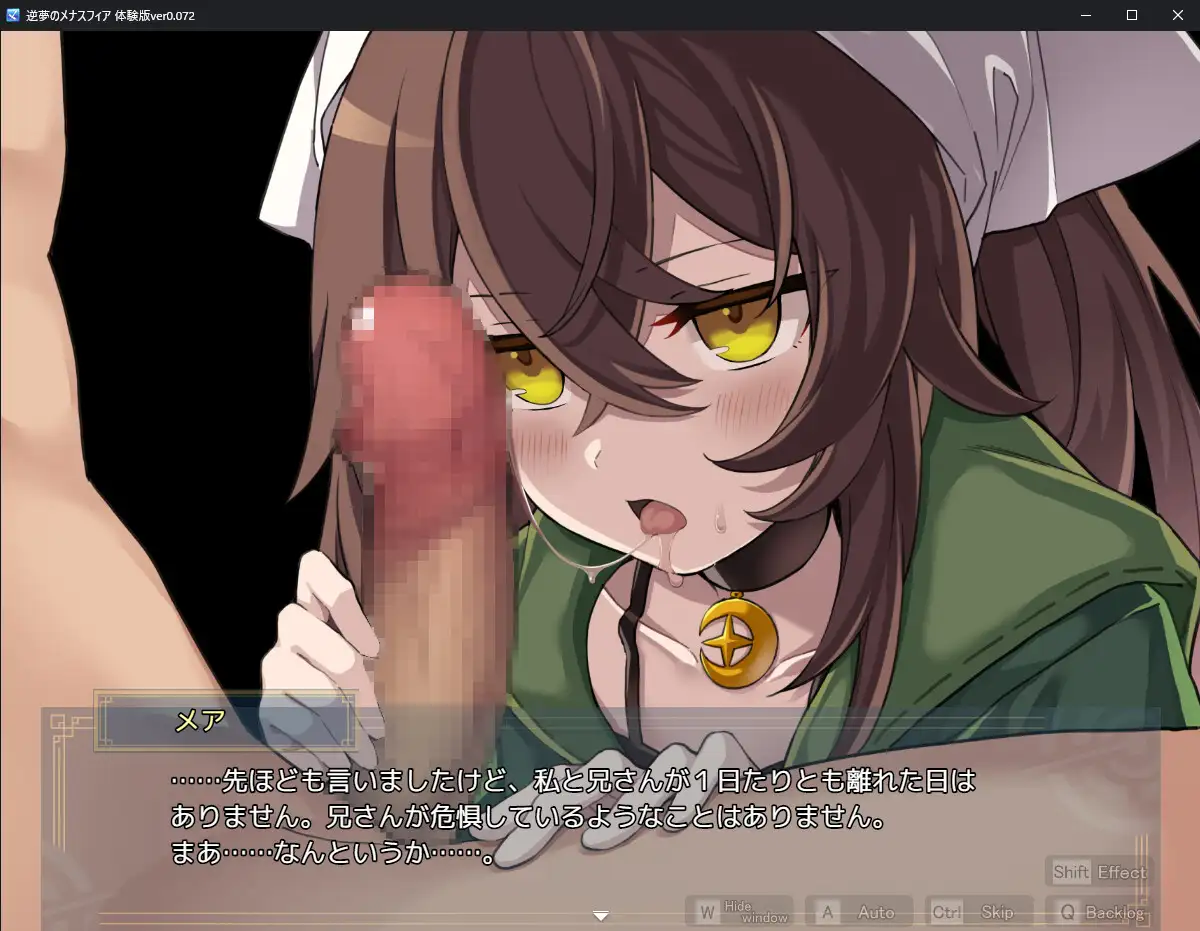 逆夢のメナスフィア 体験版ver0.072
メア
……先ほども言いましたけど、私と兄さんが１日たりとも離れた日は
ありません。兄さんが危惧しているようなことはありません。
まあ……なんというか……。
Shift Effect
W Hide window
A Auto
Ctrl Skip
Q Backlog